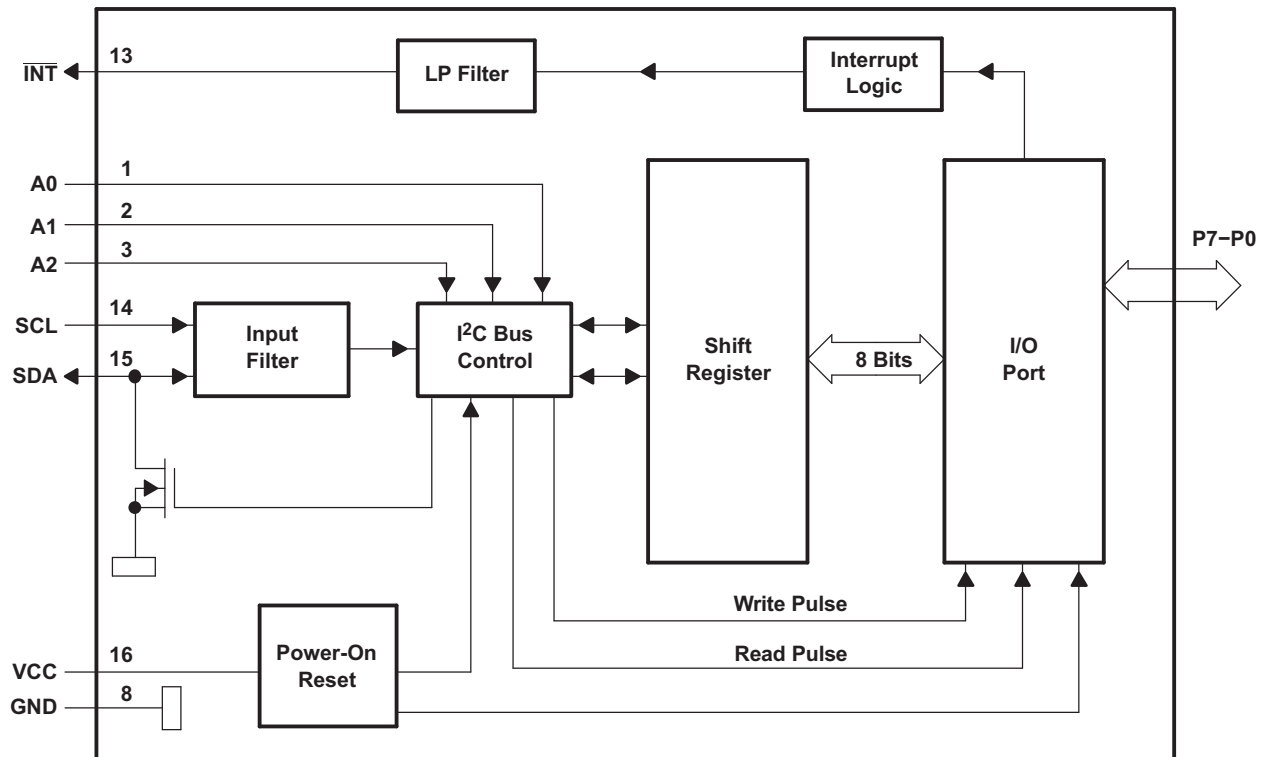 13
INT
LP Filter
Interrupt
Logic
1
A0
2
A1
3
A2
P7−P0
14
SCL
Input
Filter
I²C Bus
Control
Shift
Register
8 Bits
I/O
Port
15
SDA
Write Pulse
Read Pulse
16
VCC
Power-On
Reset
8
GND